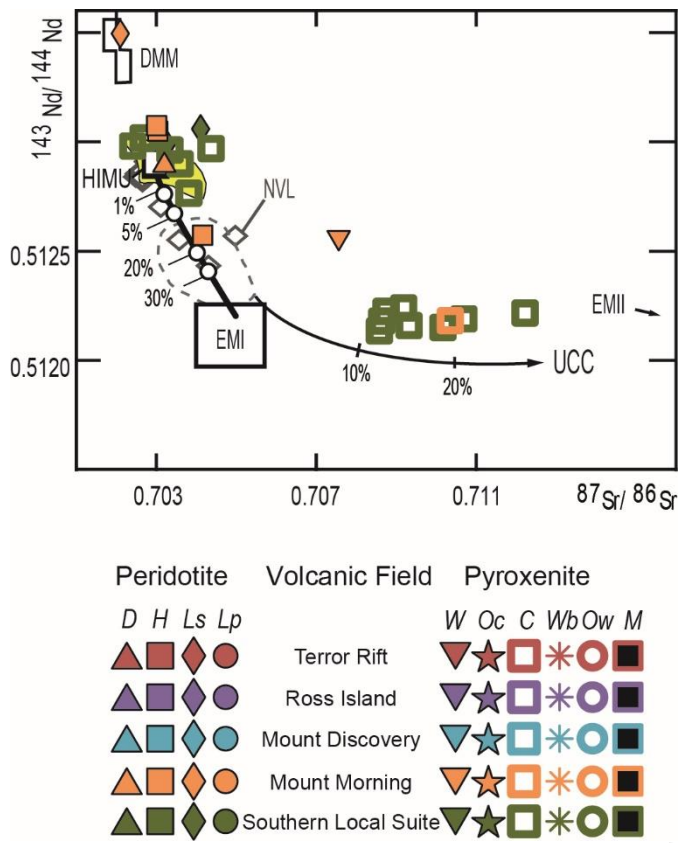 DMM
143Nd/144Nd
HIMU
NVL
1%
5%
0.5125
20%
30%
EMII
EMI
0.5120
10%
20%
UCC
0.703
0.707
0.711
87Sr/ 86Sr
Peridotite Volcanic Field Pyroxenite
D H Ls Lp W Oc C Wb Ow M
Terror Rift
Ross Island
Mount Discovery
Mount Morning
Southern Local Suite